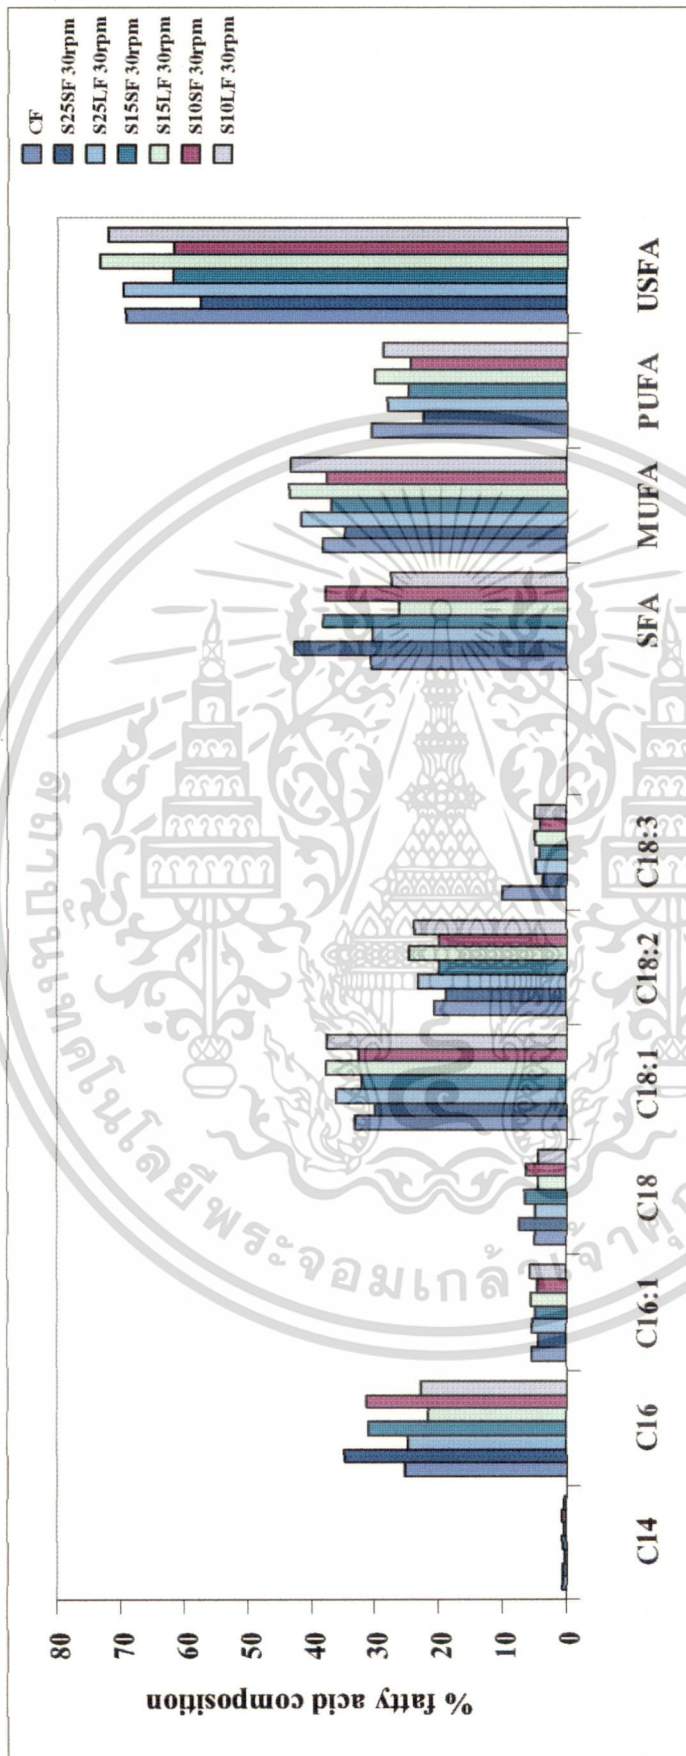 CF
S25SF 30rpm
S25LF 30rpm
S15SF 30rpm
S15LF 30rpm
S10SF 30rpm
S10LF 30rpm
% fatty acid composition
80
70
60
50
40
30
20
10
0
C14
C16
C16:1
C18
C18:1
C18:2
C18:3
SFA
MUFA
PUFA
USFA